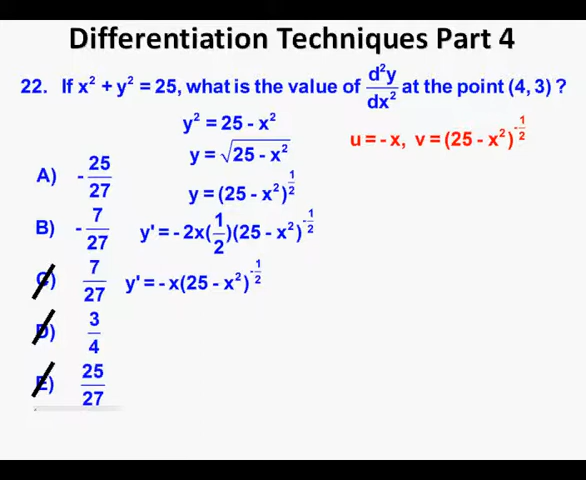 Differentiation Techniques Part 4
22. If x² + y² = 25, what is the value of d²y/dx² at the point (4, 3) ?
y² = 25 - x²
u = - x, v = (25 - x²)^-1/2
y = √25 - x²
A) - 25/27
y = (25 - x²)^1/2
B) - 7/27
y' = - 2x(1/2)(25 - x²)^-1/2
C) 7/27
y' = - x(25 - x²)^-1/2
D) 3/4
E) 25/27